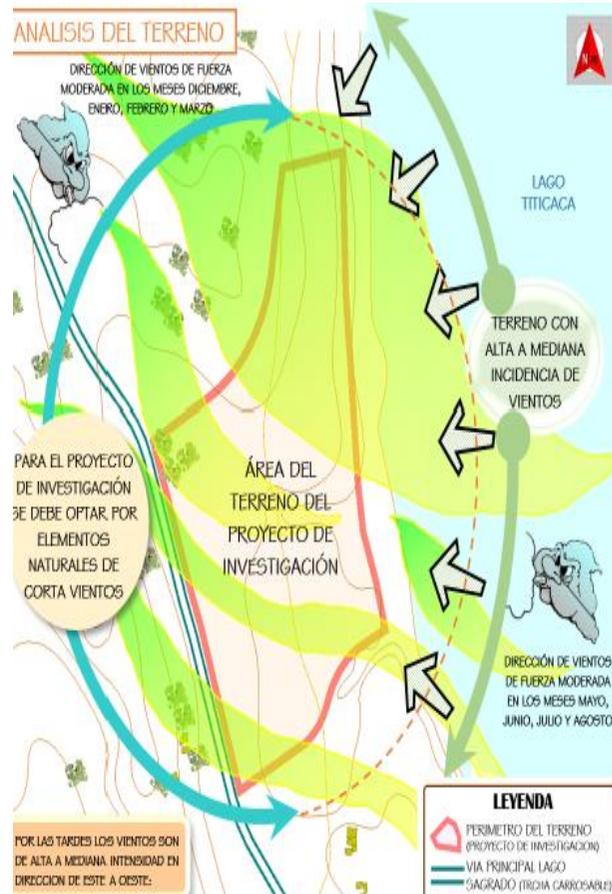 ANALISIS DEL TERRENO
DIRECCIÓN DE VIENTOS DE FUERZA
MODERADA EN LOS MESES DICIEMBRE,
ENERO, FEBRERO Y MARZO
N
LAGO
TITICACA
TERRENO CON
ALTA A MEDIANA
INCIDENCIA DE
VIENTOS
PARA EL PROYECTO
DE INVESTIGACIÓN
SE DEBE OPTAR POR
ELEMENTOS
NATURALES DE
CORTA VIENTOS
ÁREA DEL
TERRENO DEL
PROYECTO DE
INVESTIGACIÓN
DIRECCIÓN DE VIENTOS
DE FUERZA MODERADA
EN LOS MESES MAYO,
JUNIO, JULIO Y AGOSTO
POR LAS TARDES LOS VIENTOS SON
DE ALTA A MEDIANA INTENSIDAD EN
DIRECCION DE ESTE A OESTE:
LEYENDA
PERIMETRO DEL TERRENO
(PROYECTO DE INVESTIGACIÓN)
VIA PRINCIPAL LAGO
SAGRADO (TROCHA CARROSABLE)